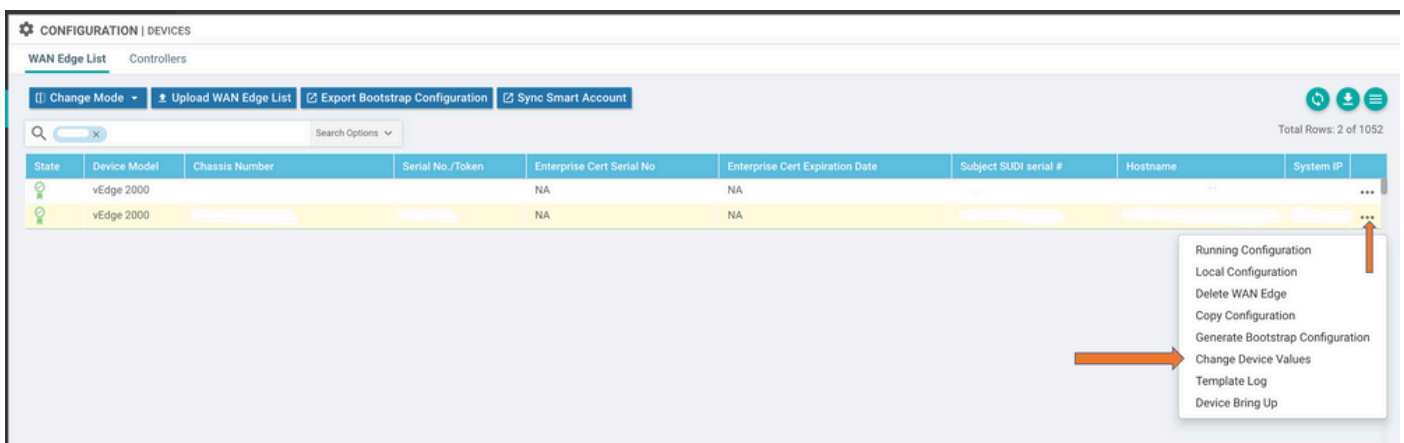 CONFIGURATION | DEVICES
WAN Edge List Controllers
Change Mode Upload WAN Edge List Export Bootstrap Configuration Sync Smart Account
Search Options Total Rows: 2 of 1052
State Device Model Chassis Number Serial No./Token Enterprise Cert Serial No Enterprise Cert Expiration Date Subject SUDI serial # Hostname System IP
vEdge 2000 NA NA
vEdge 2000 NA NA
Running Configuration
Local Configuration
Delete WAN Edge
Copy Configuration
Generate Bootstrap Configuration
Change Device Values
Template Log
Device Bring Up